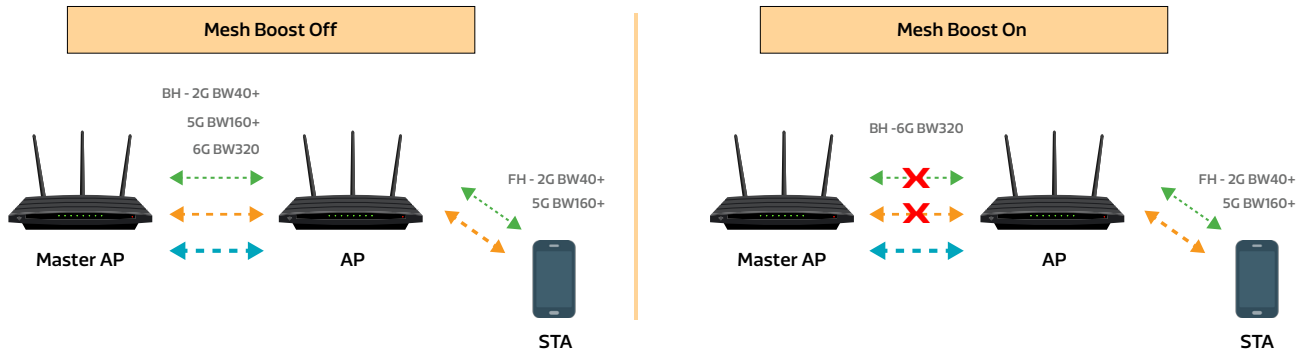 Mesh Boost Off
BH - 2G BW40+
5G BW160+
6G BW320
FH - 2G BW40+
5G BW160+
Master AP
AP
STA
Mesh Boost On
BH -6G BW320
FH - 2G BW40+
5G BW160+
Master AP
AP
STA